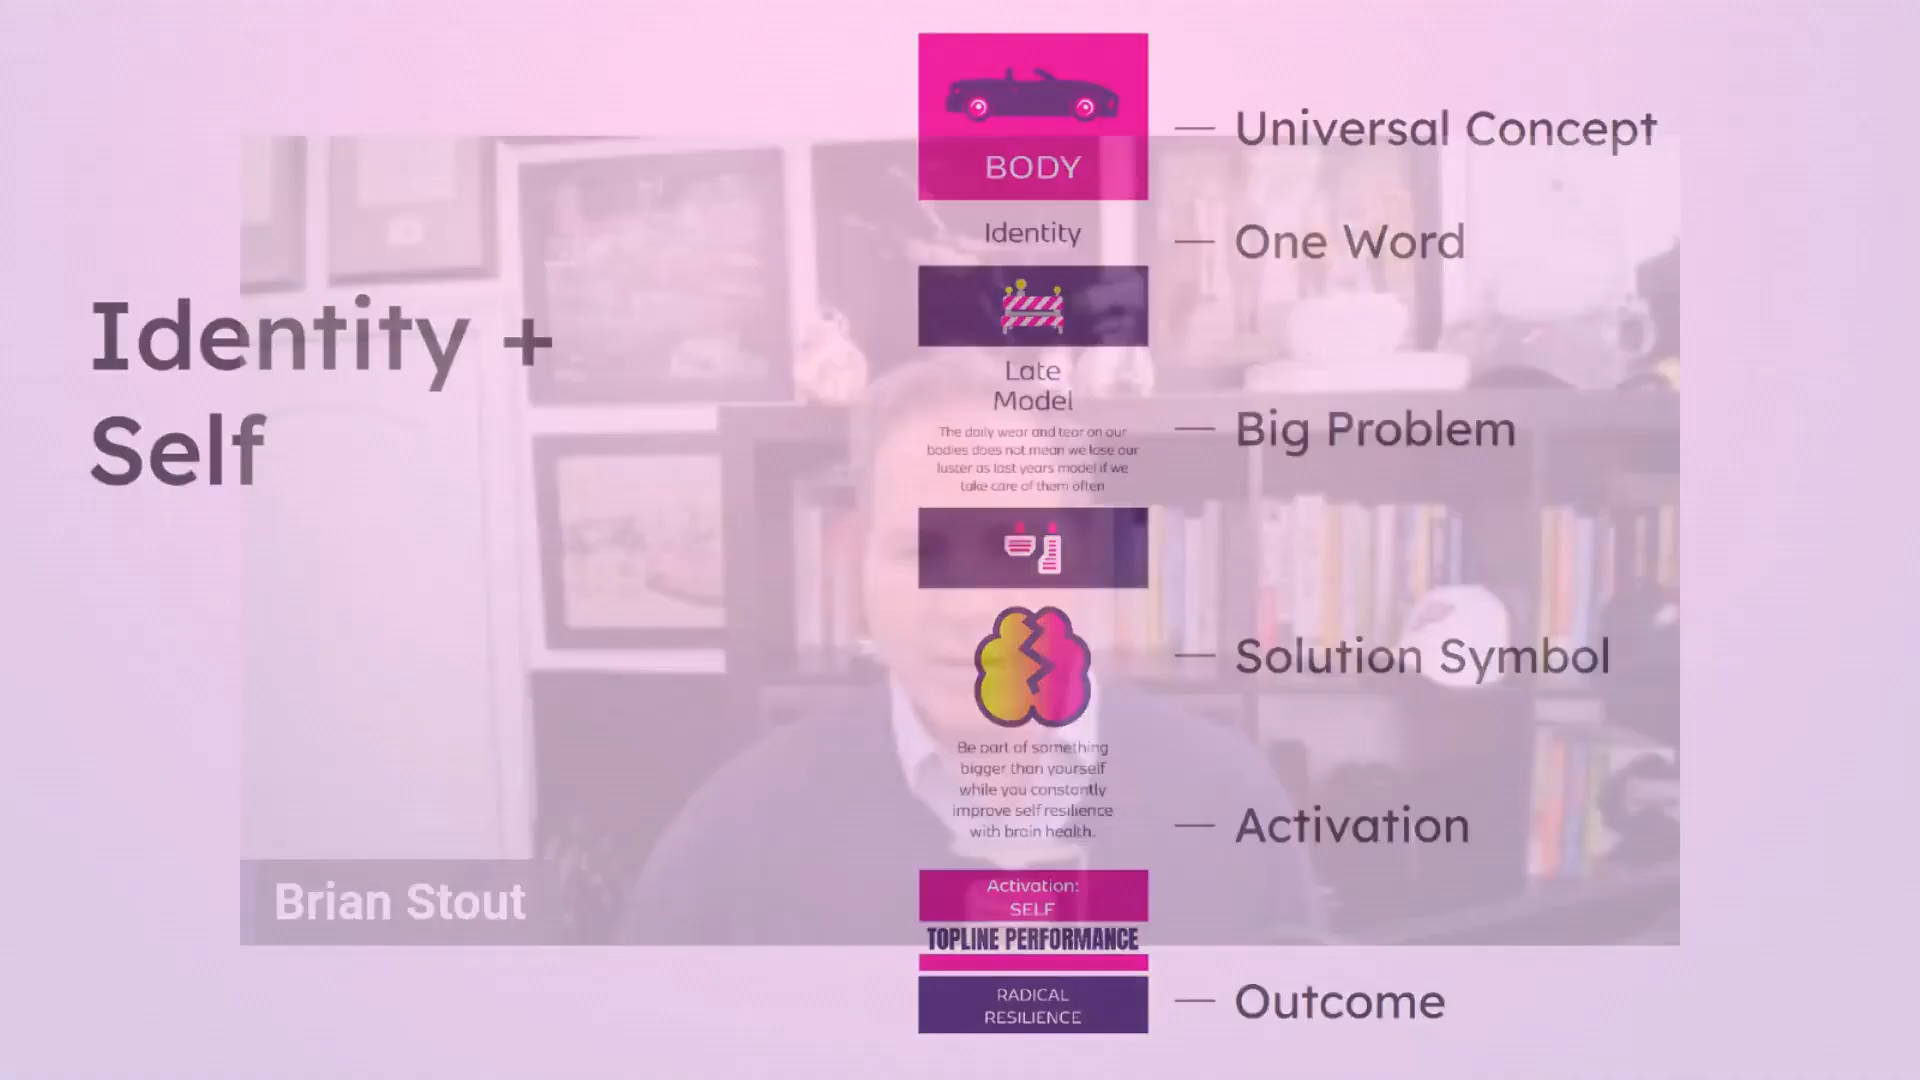 Identity +
Self
BODY
Identity
Late
Model
The daily wear and tear on our
bodies does not mean we lose our
luster as last years model if we
take care of them often
Be part of something
bigger than yourself
while you constantly
improve self resilience
with brain health.
Activation:
SELF
TOPLINE PERFORMANCE
RADICAL
RESILIENCE
Universal Concept
One Word
Big Problem
Solution Symbol
Activation
Outcome
Brian Stout